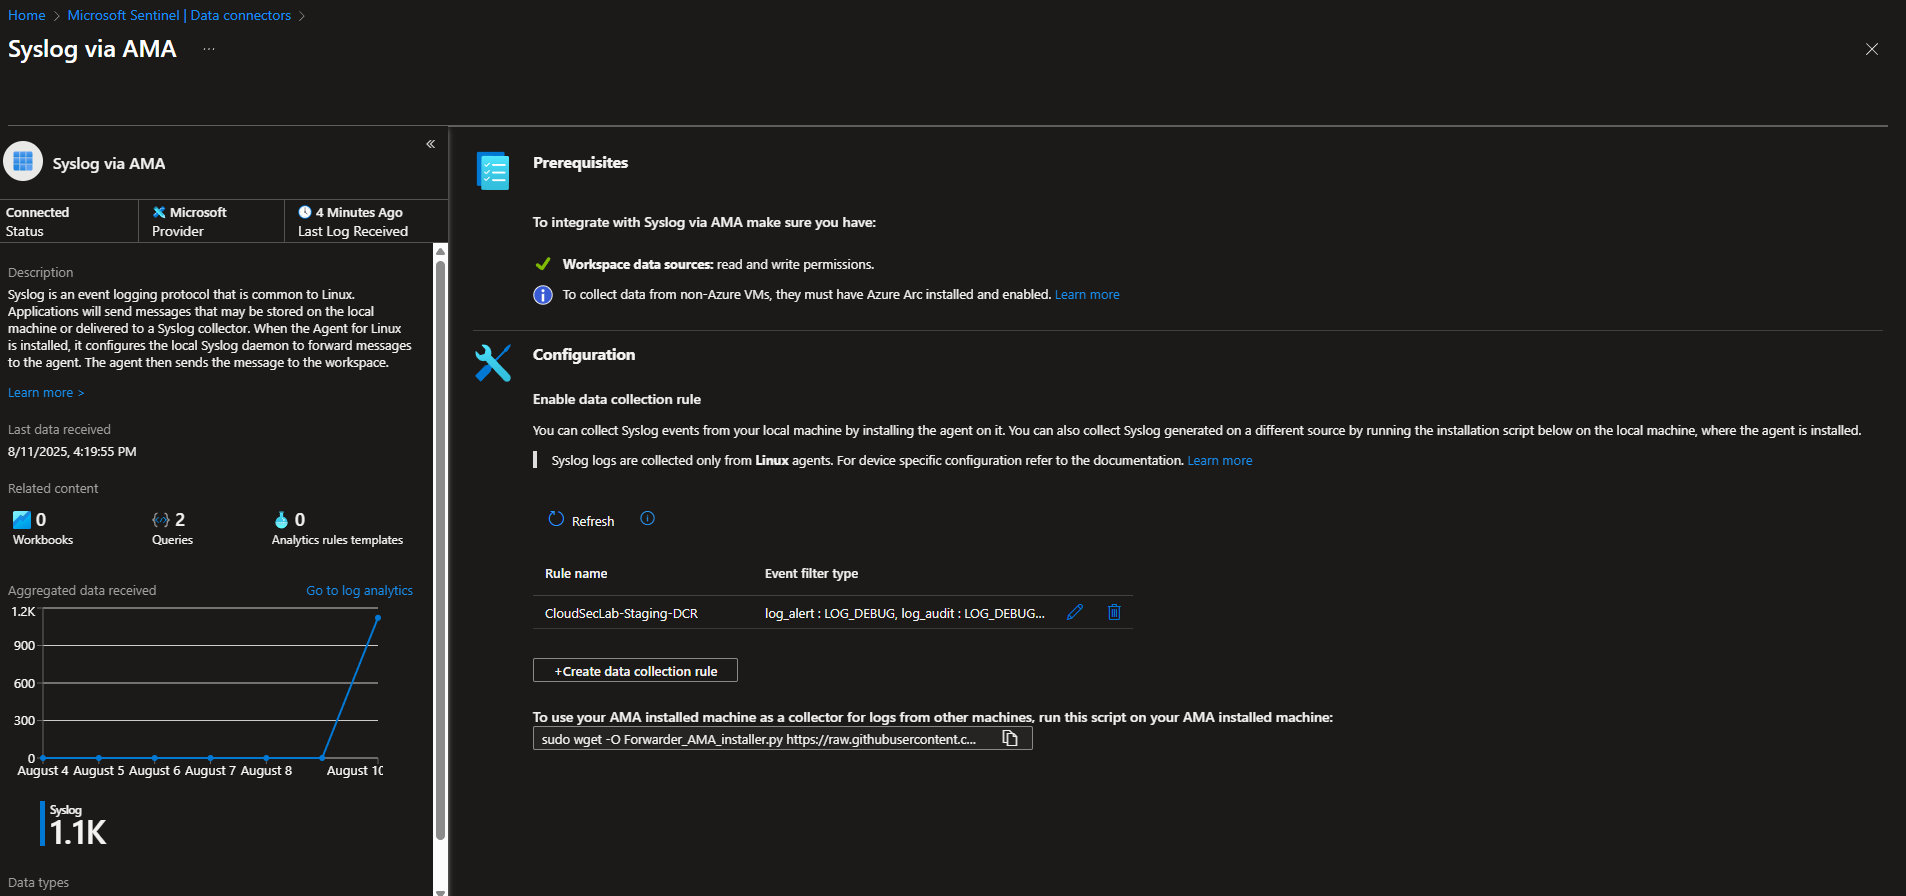 Home > Microsoft Sentinel | Data connectors >
Syslog via AMA ...
Syslog via AMA
Connected
Status
Microsoft
Provider
4 Minutes Ago
Last Log Received
Description
Syslog is an event logging protocol that is common to Linux.
Applications will send messages that may be stored on the local
machine or delivered to a Syslog collector. When the Agent for Linux
is installed, it configures the local Syslog daemon to forward messages
to the agent. The agent then sends the message to the workspace.
Learn more >
Last data received
8/11/2025, 4:19:55 PM
Related content
0
Workbooks
2
Queries
0
Analytics rules templates
Aggregated data received
Go to log analytics
1.2K
900
600
300
0
August 4 August 5 August 6 August 7 August 8 August 10
Syslog
1.1K
Data types
Prerequisites
To integrate with Syslog via AMA make sure you have:
Workspace data sources: read and write permissions.
To collect data from non-Azure VMs, they must have Azure Arc installed and enabled. Learn more
Configuration
Enable data collection rule
You can collect Syslog events from your local machine by installing the agent on it. You can also collect Syslog generated on a different source by running the installation script below on the local machine, where the agent is installed.
Syslog logs are collected only from Linux agents. For device specific configuration refer to the documentation. Learn more
Refresh
Rule name
Event filter type
CloudSecLab-Staging-DCR
log_alert : LOG_DEBUG, log_audit : LOG_DEBUG...
+Create data collection rule
To use your AMA installed machine as a collector for logs from other machines, run this script on your AMA installed machine:
sudo wget -O Forwarder_AMA_installer.py https://raw.githubusercontent.c...